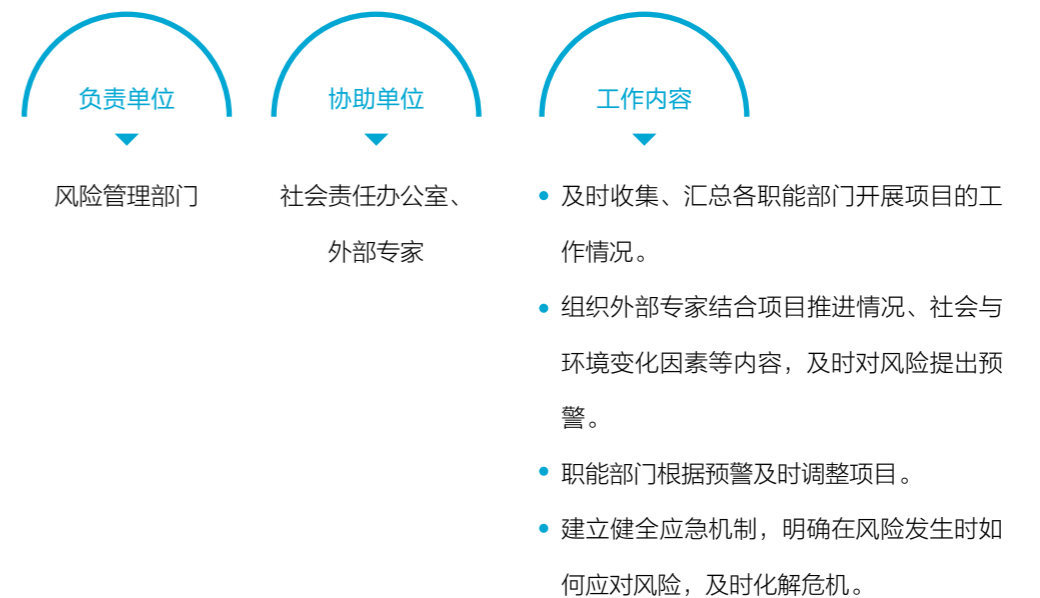 负责单位
协助单位
工作内容
风险管理部门
社会责任办公室、
外部专家
及时收集、汇总各职能部门开展项目的工
作情况。
组织外部专家结合项目推进情况、社会与
环境变化因素等内容，及时对风险提出预
警。
职能部门根据预警及时调整项目。
建立健全应急机制，明确在风险发生时如
何应对风险，及时化解危机。